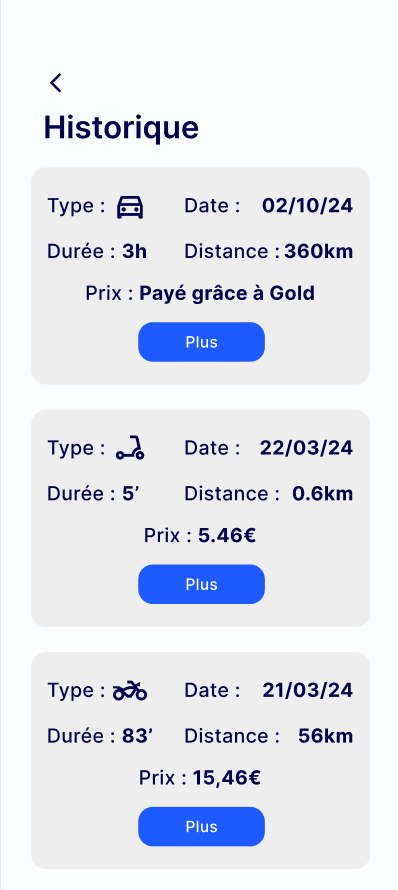 Historique
Type : Date : 02/10/24
Durée : 3h Distance : 360km
Prix : Payé grâce à Gold
Plus
Type : Date : 22/03/24
Durée : 5’ Distance : 0.6km
Prix : 5.46€
Plus
Type : Date : 21/03/24
Durée : 83’ Distance : 56km
Prix : 15,46€
Plus